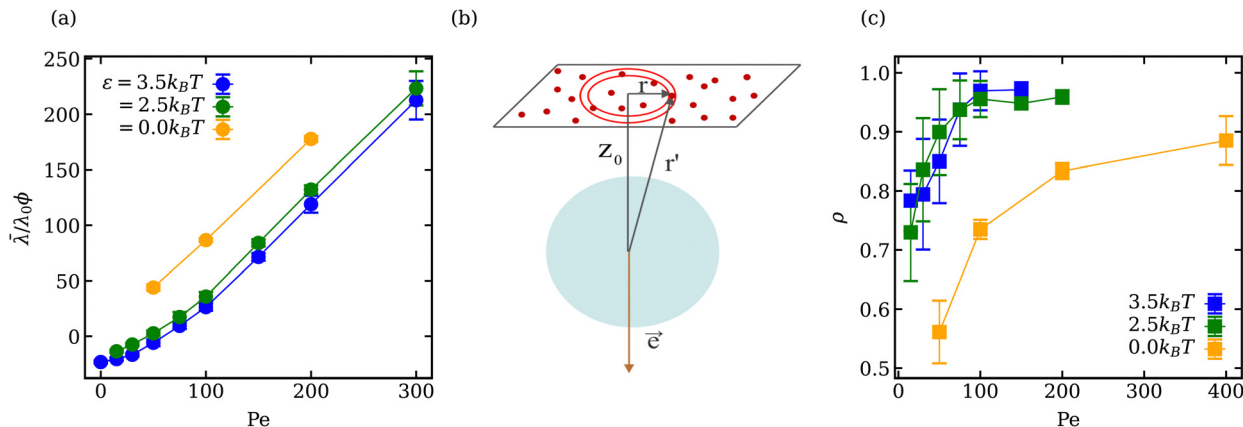 (a)
250
200
150
100
50
0
λ̄/λ₀ϕ
ε = 3.5k_BT
= 2.5k_BT
= 0.0k_BT
0 100 200 300
Pe
(b)
r
z₀
r'
e⃗
(c)
1.0
0.9
0.8
0.7
0.6
0.5
ρ
3.5k_BT
2.5k_BT
0.0k_BT
0 100 200 300 400
Pe